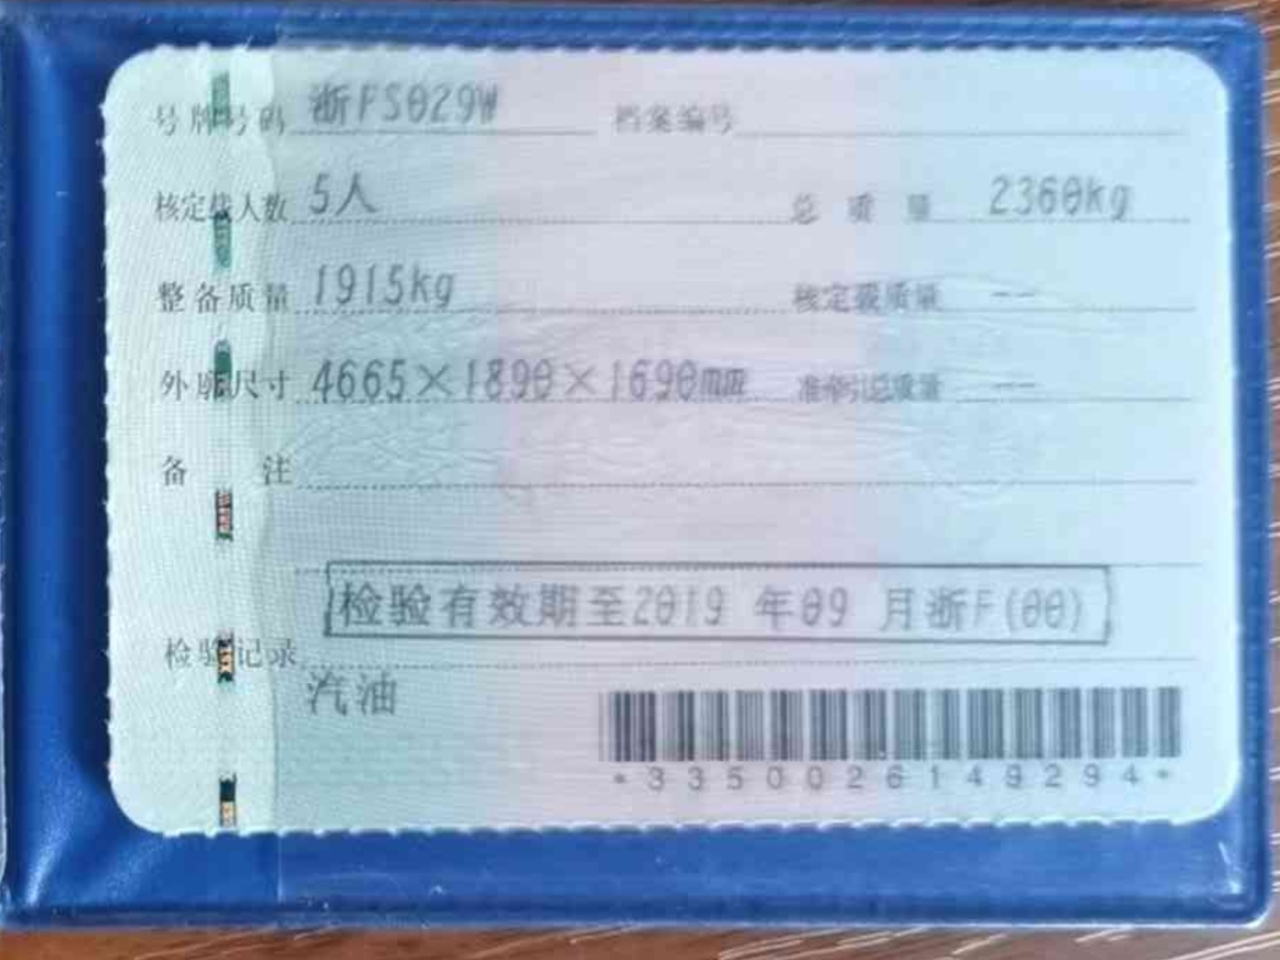 号牌号码 浙FS029W 档案编号
核定载人数 5人 总质量 2360kg
整备质量 1915kg 核定载质量 --
外廓尺寸 4665×1890×1690mm 准牵引总质量 --
备注
检验有效期至2019 年09 月浙F(00)
检验记录
汽油
*3350026149294*